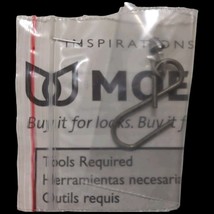 INSPIRATIONS
MOE
Buy it for looks. Buy it f
Tools Required
Herramientas necesari
Outils requis